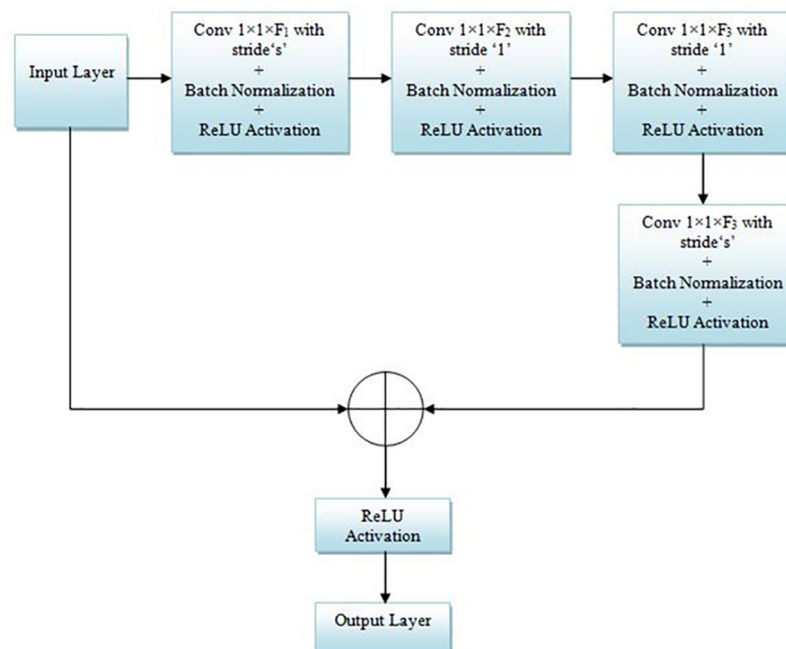 Input Layer
Conv 1×1×F₁ with
stride‘s’
+
Batch Normalization
+
ReLU Activation
Conv 1×1×F₂ with
stride ‘1’
+
Batch Normalization
+
ReLU Activation
Conv 1×1×F₃ with
stride ‘1’
+
Batch Normalization
+
ReLU Activation
Conv 1×1×F₃ with
stride‘s’
+
Batch Normalization
+
ReLU Activation
ReLU
Activation
Output Layer